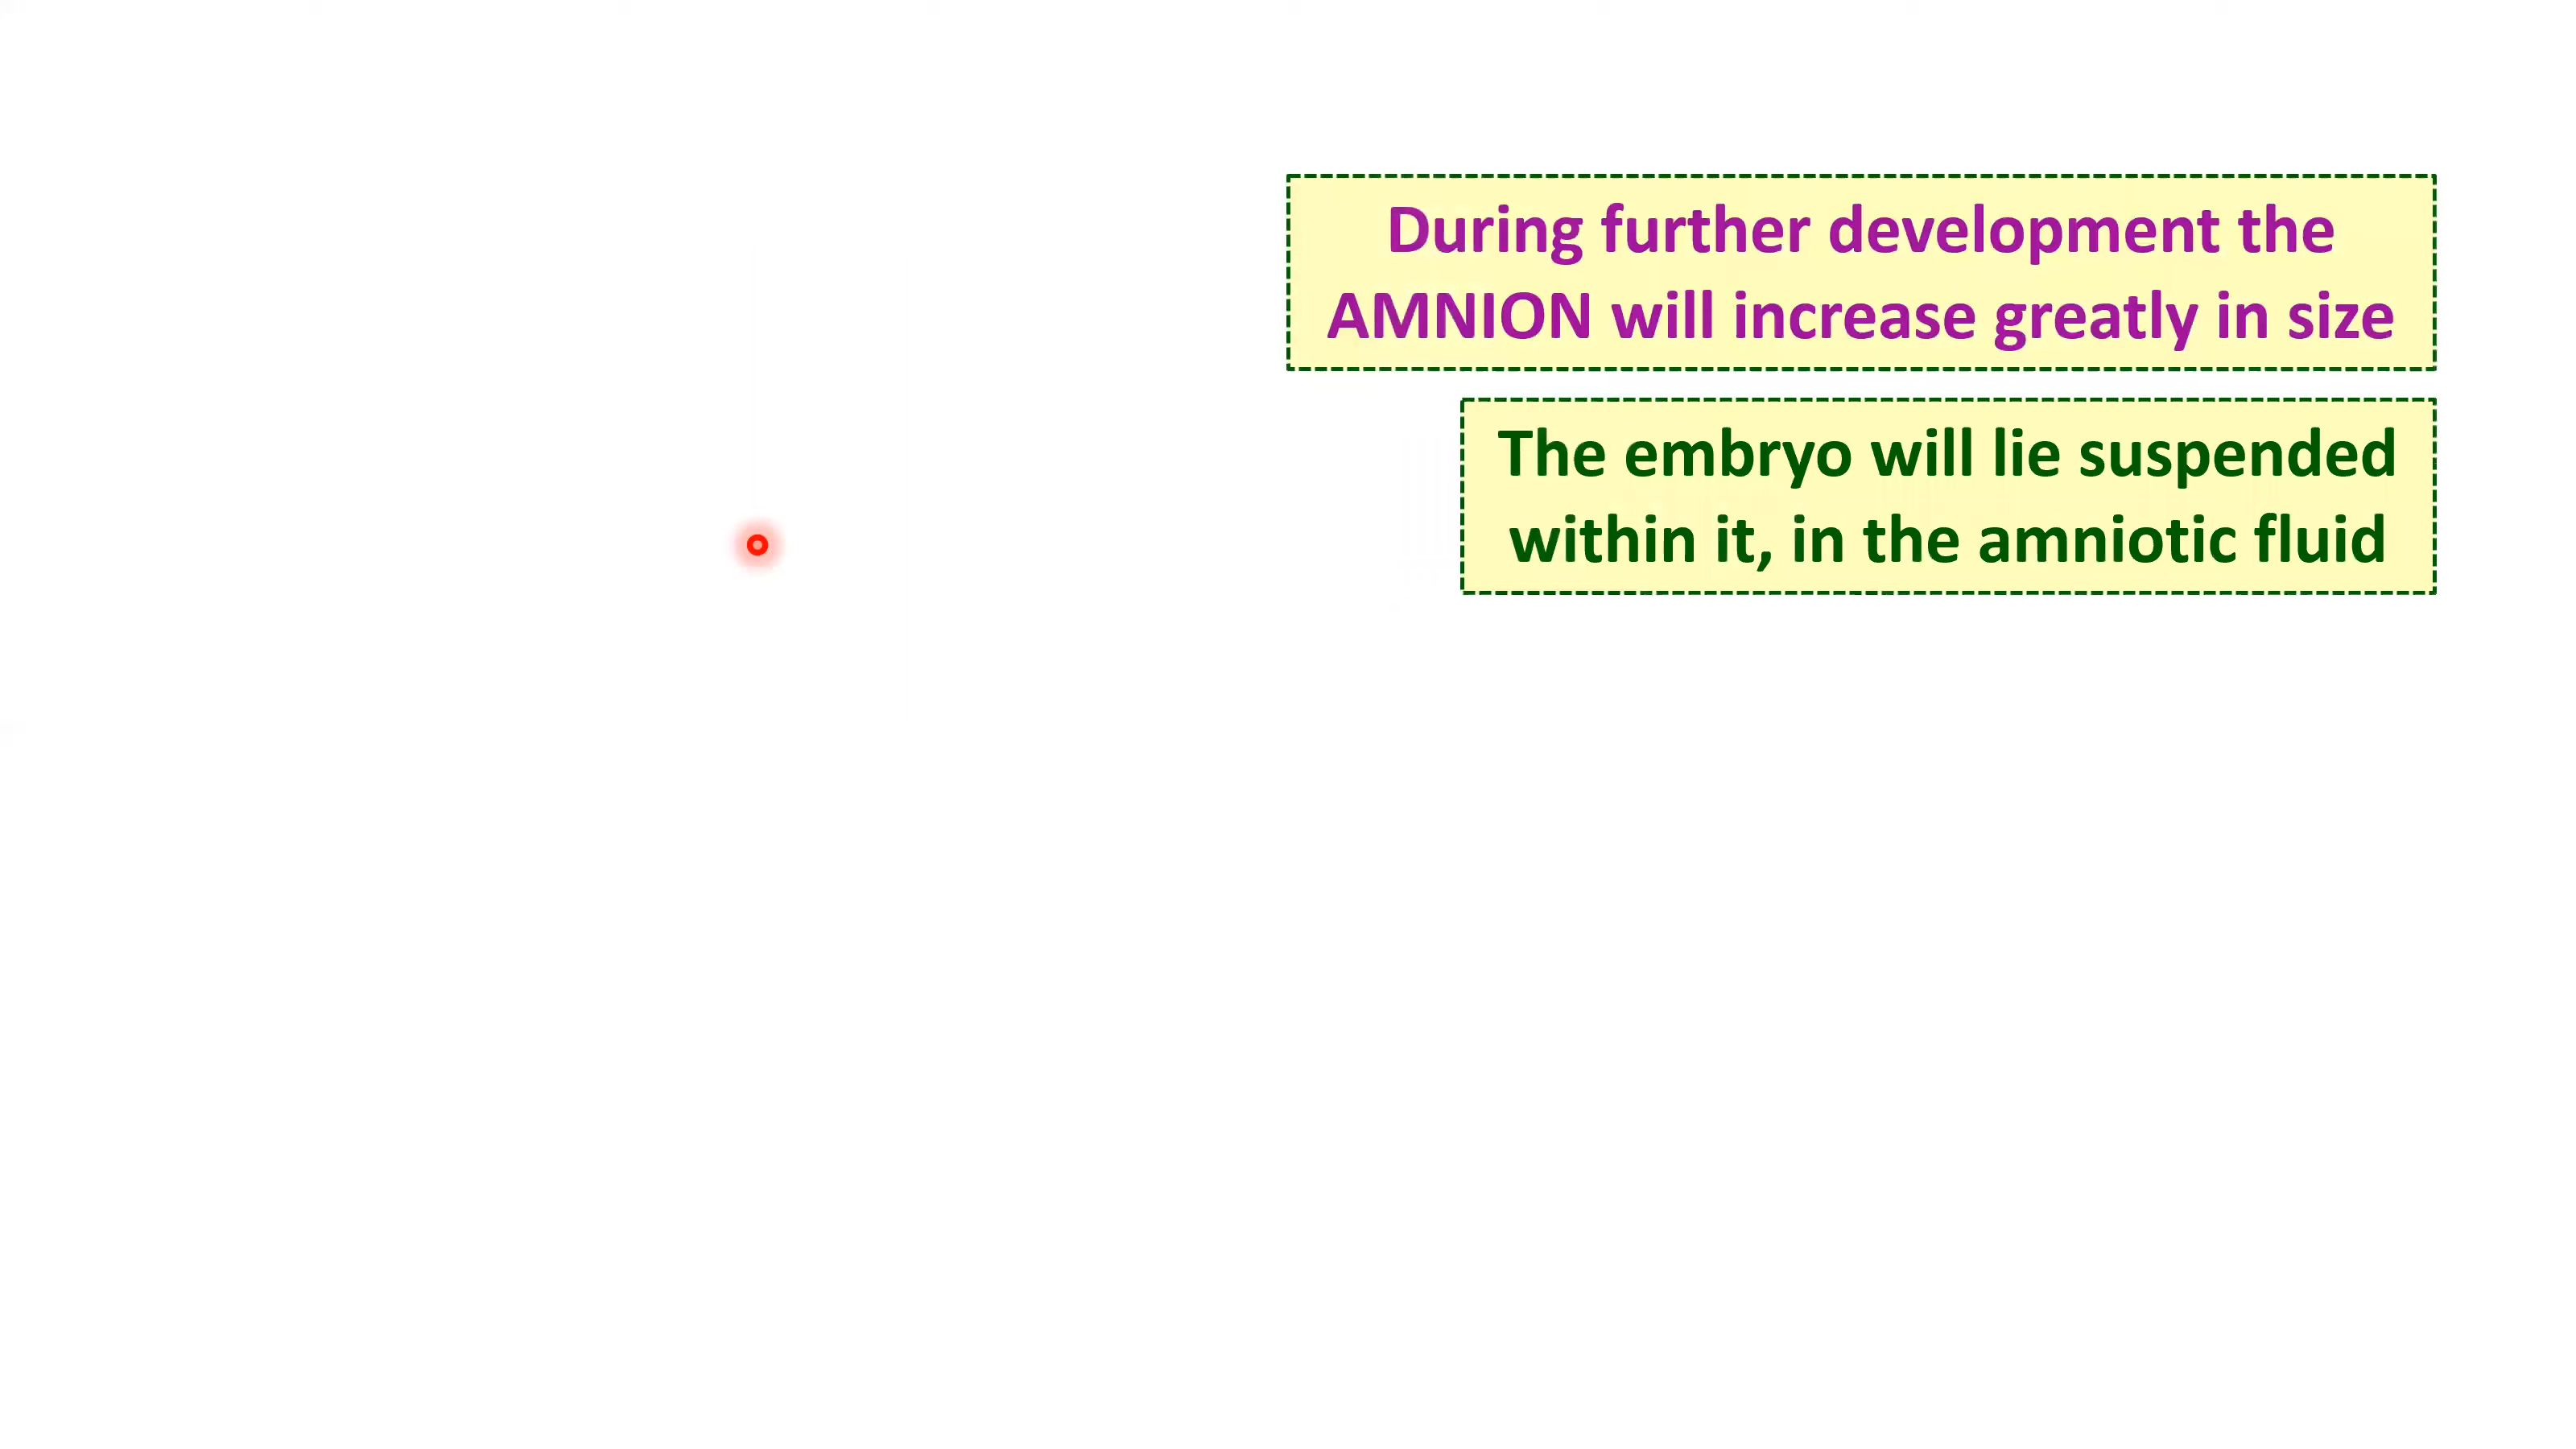 During further development the
AMNION will increase greatly in size
The embryo will lie suspended
within it, in the amniotic fluid